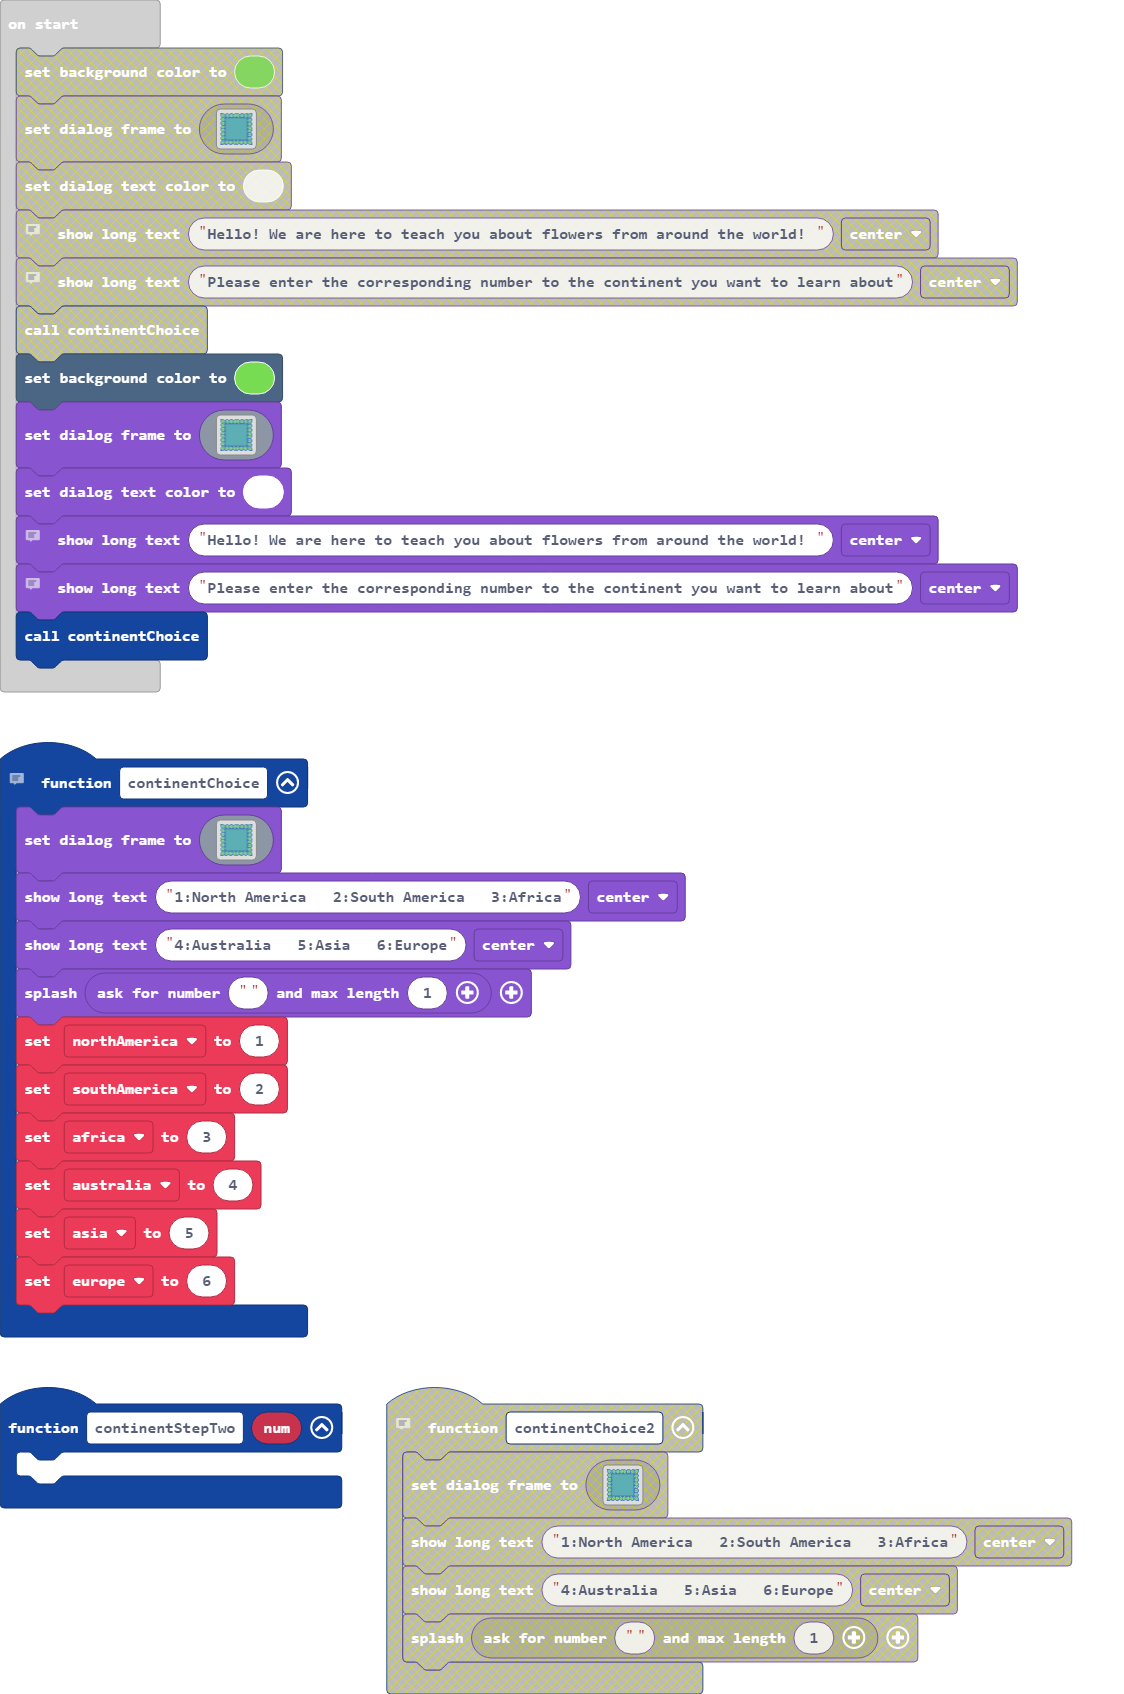 on start
set background color to
set dialog frame to
set dialog text color to
show long text "Hello! We are here to teach you about flowers from around the world! " center
show long text "Please enter the corresponding number to the continent you want to learn about" center
call continentChoice
set background color to
set dialog frame to
set dialog text color to
show long text "Hello! We are here to teach you about flowers from around the world! " center
show long text "Please enter the corresponding number to the continent you want to learn about" center
call continentChoice
function continentChoice
set dialog frame to
show long text "1:North America   2:South America   3:Africa" center
show long text "4:Australia   5:Asia   6:Europe" center
splash ask for number " " and max length 1
set northAmerica to 1
set southAmerica to 2
set africa to 3
set australia to 4
set asia to 5
set europe to 6
function continentStepTwo num
function continentChoice2
set dialog frame to
show long text "1:North America   2:South America   3:Africa" center
show long text "4:Australia   5:Asia   6:Europe" center
splash ask for number " " and max length 1